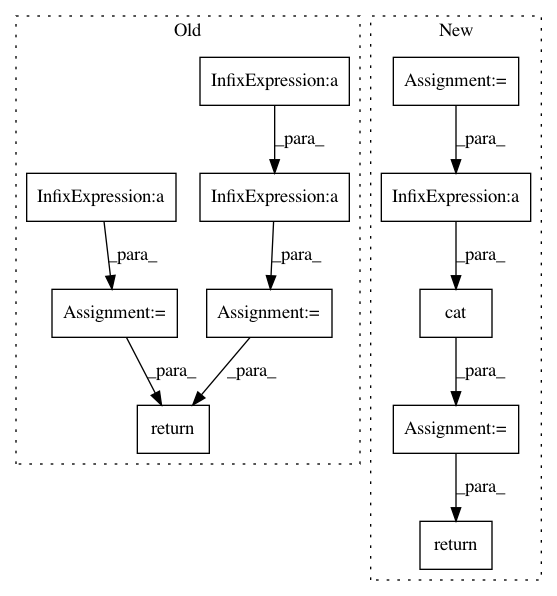 Old
New
InfixExpression:a
Assignment:=
_para_
_para_
InfixExpression:a
InfixExpression:a
InfixExpression:a
_para_
_para_
_para_
Assignment:=
Assignment:=
cat
_para_
_para_
_para_
return
Assignment:=
_para_
return